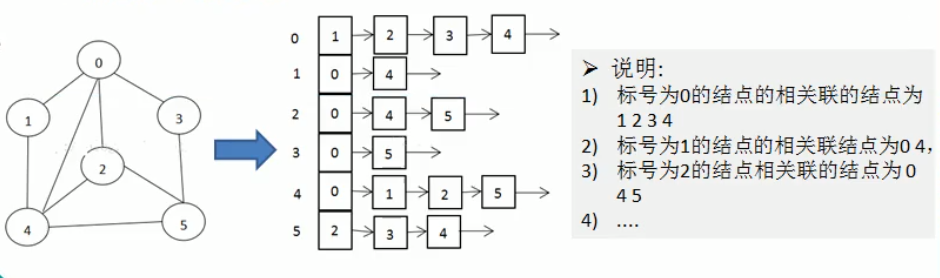 0
1
3
2
4
5
0 1 2 3 4
1 0 4
2 0 4 5
3 0 5
4 0 1 2 5
5 2 3 4
➢ 说明:
1) 标号为0的结点的相关联的结点为
1 2 3 4
2) 标号为1的结点的相关联结点为0 4，
3) 标号为2的结点相关联的结点为 0
4 5
4) ....